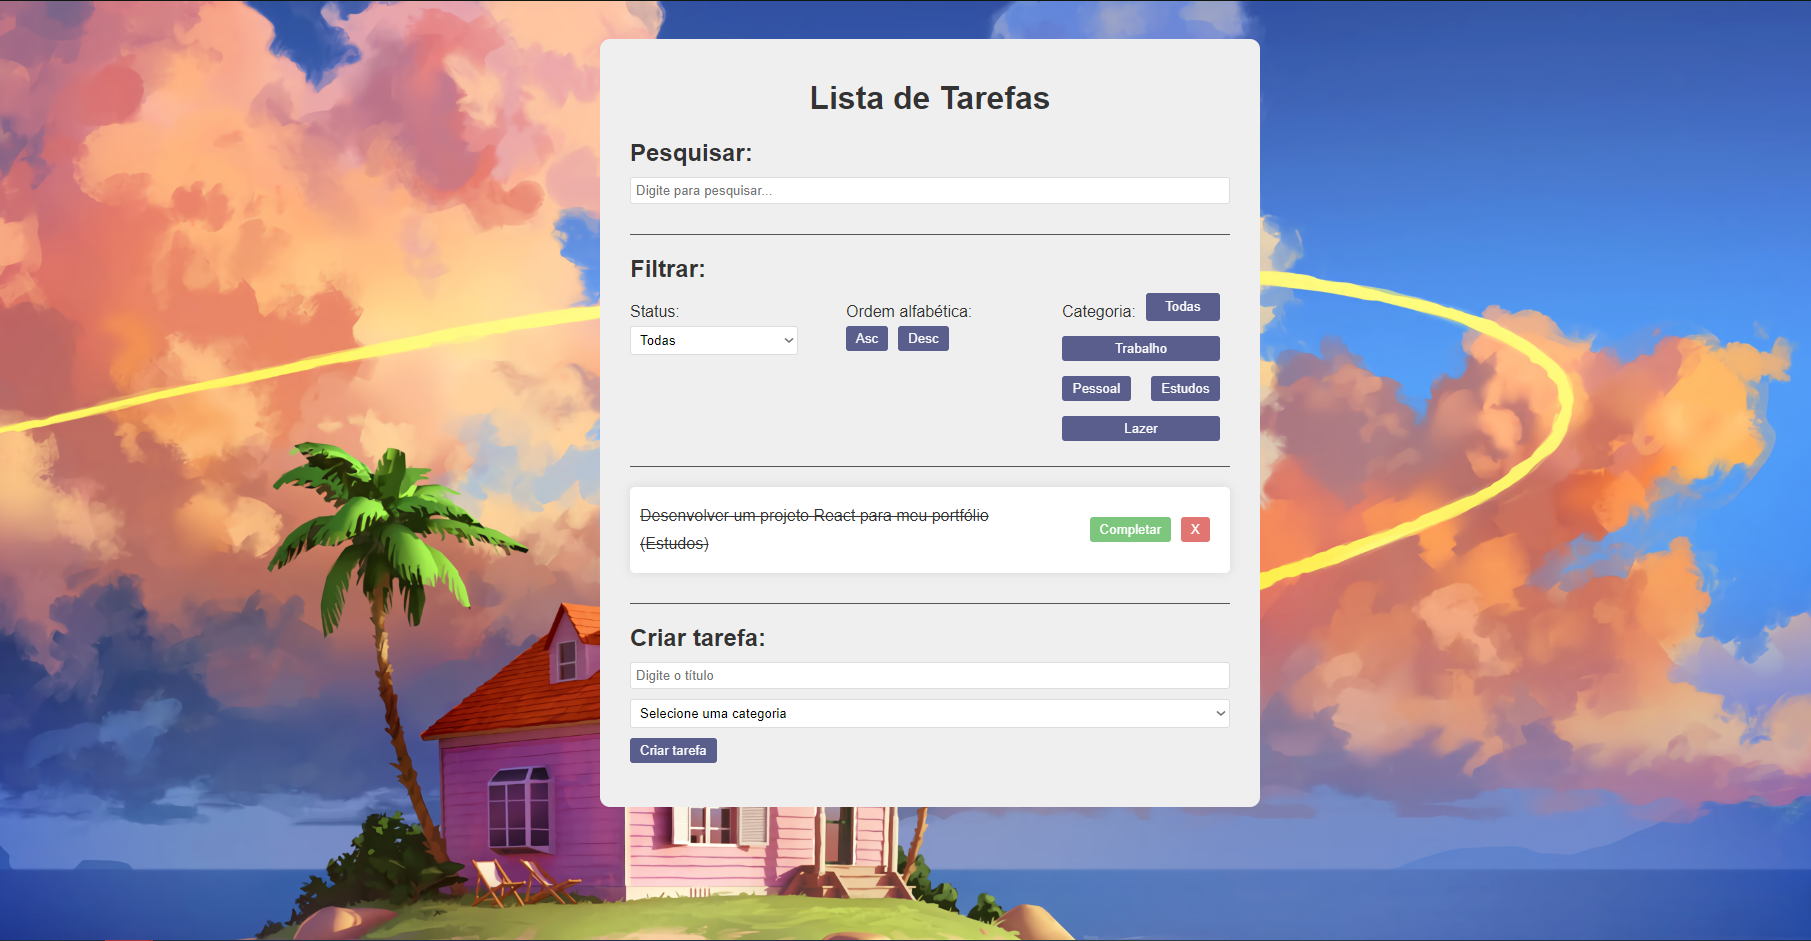 Lista de Tarefas
Pesquisar:
Digite para pesquisar...
Filtrar:
Status:
Todas
Ordem alfabética:
Asc Desc
Categoria: Todas
Trabalho
Pessoal Estudos
Lazer
Desenvolver um projeto React para meu portfólio
(Estudos)
Completar X
Criar tarefa:
Digite o título
Selecione uma categoria
Criar tarefa